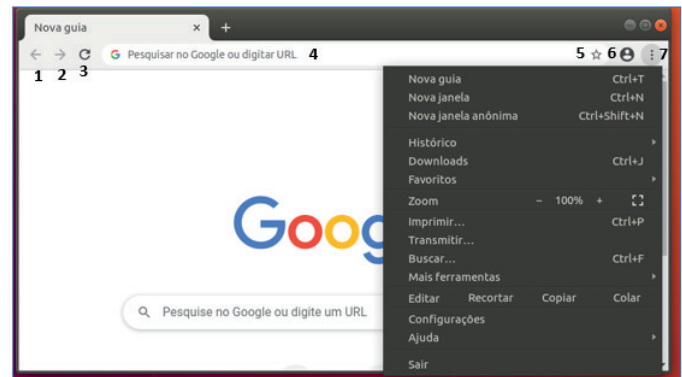 Nova guia × +
G Pesquisar no Google ou digitar URL 4 5 6 7
1 2 3
Nova guia Ctrl+T
Nova janela Ctrl+N
Nova janela anônima Ctrl+Shift+N
Histórico
Downloads Ctrl+J
Favoritos
Zoom - 100% +
Imprimir... Ctrl+P
Transmitir...
Buscar... Ctrl+F
Mais ferramentas
Editar Recortar Copiar Colar
Configurações
Ajuda
Sair
Goog
Pesquise no Google ou digite um URL